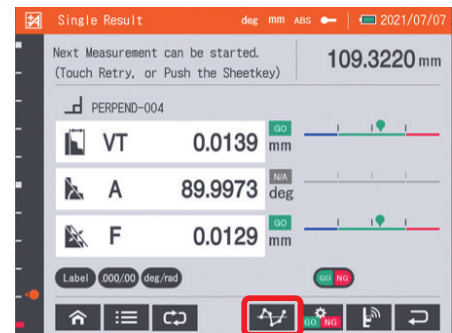 Single Result deg mm ABS 2021/07/07
Next Measurement can be started.
(Touch Retry, or Push the Sheetkey)
109.3220 mm
PERPEND-004
VT 0.0139 GO mm
A 89.9973 N/A deg
F 0.0129 GO mm
Label .000/.00 deg/rad GO NG
GO NG